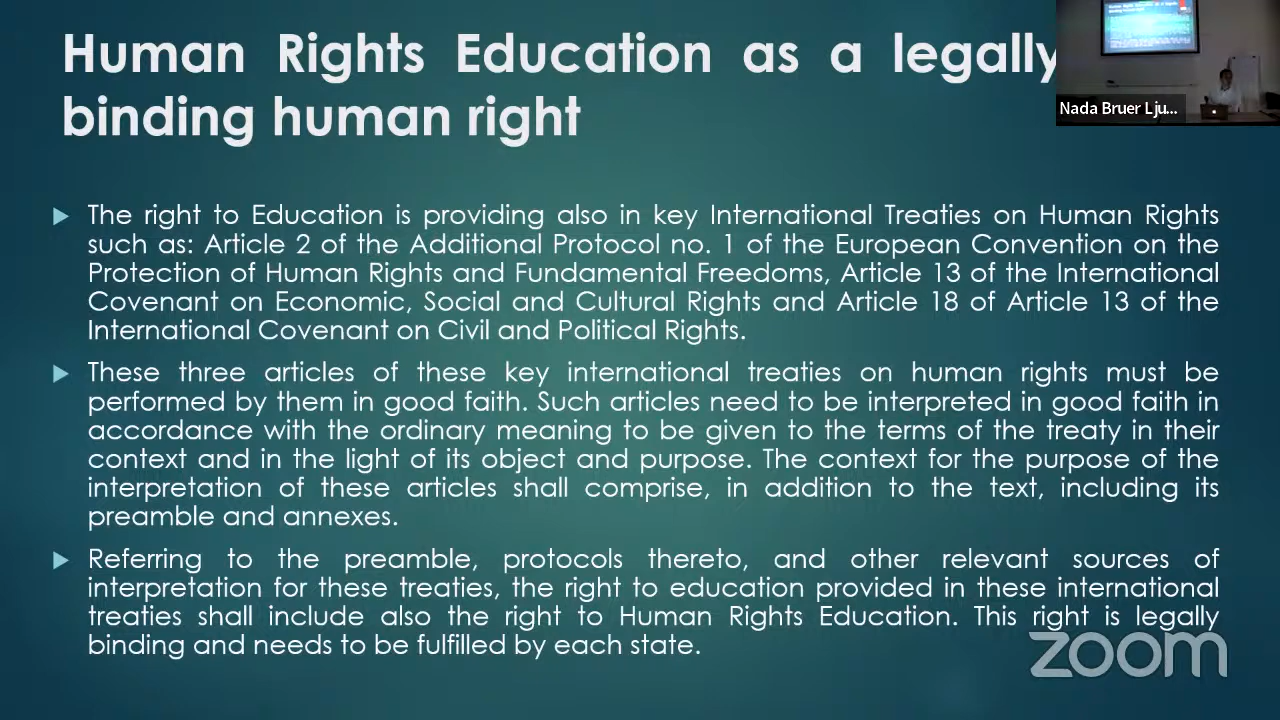 Human Rights Education as a legally
binding human right
Nada Bruer Lju...
The right to Education is providing also in key International Treaties on Human Rights
such as: Article 2 of the Additional Protocol no. 1 of the European Convention on the
Protection of Human Rights and Fundamental Freedoms, Article 13 of the International
Covenant on Economic, Social and Cultural Rights and Article 18 of Article 13 of the
International Covenant on Civil and Political Rights.
These three articles of these key international treaties on human rights must be
performed by them in good faith. Such articles need to be interpreted in good faith in
accordance with the ordinary meaning to be given to the terms of the treaty in their
context and in the light of its object and purpose. The context for the purpose of the
interpretation of these articles shall comprise, in addition to the text, including its
preamble and annexes.
Referring to the preamble, protocols thereto, and other relevant sources of
interpretation for these treaties, the right to education provided in these international
treaties shall include also the right to Human Rights Education. This right is legally
binding and needs to be fulfilled by each state.
zoom